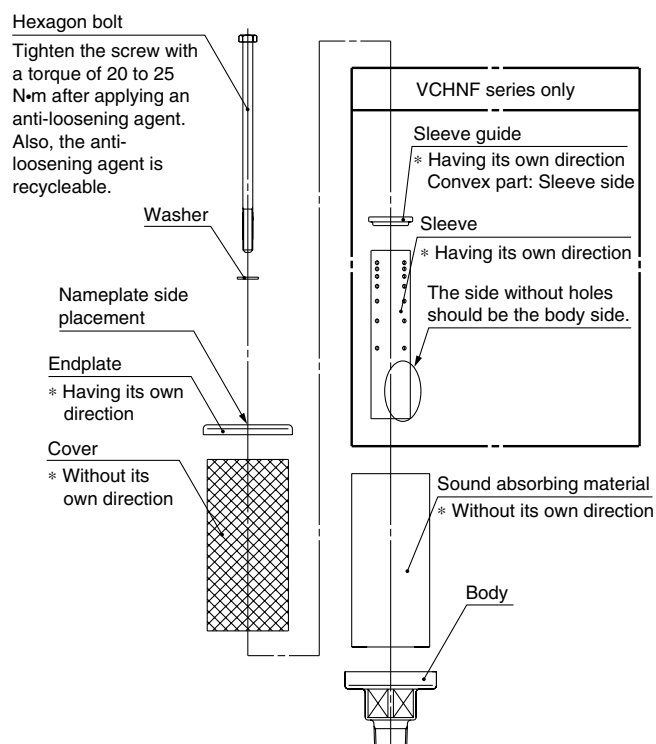 Hexagon bolt
Tighten the screw with
a torque of 20 to 25
N•m after applying an
anti-loosening agent.
Also, the anti-
loosening agent is
recycleable.
Washer
Nameplate side
placement
Endplate
* Having its own
direction
Cover
* Without its
own direction
VCHNF series only
Sleeve guide
* Having its own direction
Convex part: Sleeve side
Sleeve
* Having its own direction
The side without holes
should be the body side.
Sound absorbing material
* Without its own direction
Body